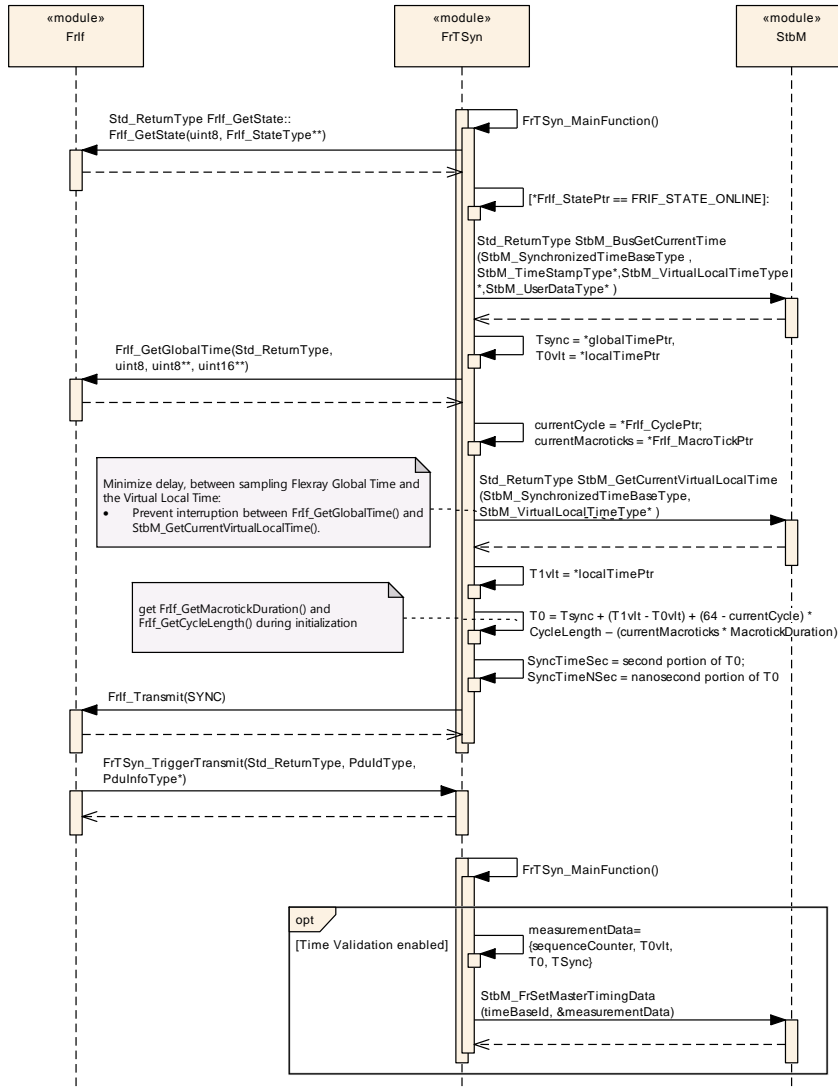 «module»
FrIf
«module»
FrTSyn
«module»
StbM
Std_ReturnType FrIf_GetState::
FrIf_GetState(uint8, FrIf_StateType**)
FrTSyn_MainFunction()
[*FrIf_StatePtr == FRIF_STATE_ONLINE]:
Std_ReturnType StbM_BusGetCurrentTime
(StbM_SynchronizedTimeBaseType ,
StbM_TimeStampType*,StbM_VirtualLocalTimeType
*,StbM_UserDataType* )
Tsync = *globalTimePtr,
T0vlt = *localTimePtr
FrIf_GetGlobalTime(Std_ReturnType,
uint8, uint8**, uint16**)
currentCycle = *FrIf_CyclePtr;
currentMacroticks = *FrIf_MacroTickPtr
Minimize delay, between sampling Flexray Global Time and
the Virtual Local Time:
• Prevent interruption between FrIf_GetGlobalTime() and
StbM_GetCurrentVirtualLocalTime().
Std_ReturnType StbM_GetCurrentVirtualLocalTime
(StbM_SynchronizedTimeBaseType,
StbM_VirtualLocalTimeType* )
T1vlt = *localTimePtr
get FrIf_GetMacrotickDuration() and
FrIf_GetCycleLength() during initialization
T0 = Tsync + (T1vlt - T0vlt) + (64 - currentCycle) *
CycleLength – (currentMacroticks * MacrotickDuration)
SyncTimeSec = second portion of T0;
SyncTimeNSec = nanosecond portion of T0
FrIf_Transmit(SYNC)
FrTSyn_TriggerTransmit(Std_ReturnType, PduIdType,
PduInfoType*)
FrTSyn_MainFunction()
opt
[Time Validation enabled]
measurementData=
{sequenceCounter, T0vlt,
T0, TSync}
StbM_FrSetMasterTimingData
(timeBaseId, &measurementData)